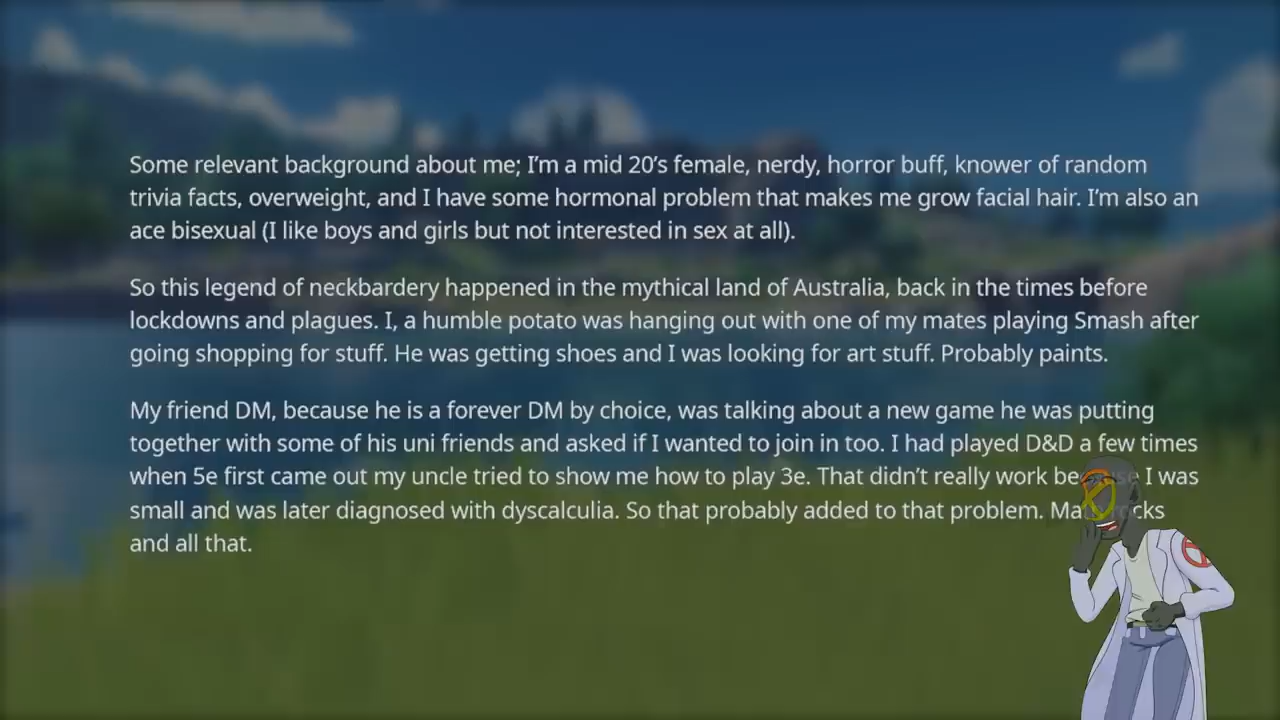 Some relevant background about me; I’m a mid 20’s female, nerdy, horror buff, knower of random
trivia facts, overweight, and I have some hormonal problem that makes me grow facial hair. I’m also an
ace bisexual (I like boys and girls but not interested in sex at all).
So this legend of neckbardery happened in the mythical land of Australia, back in the times before
lockdowns and plagues. I, a humble potato was hanging out with one of my mates playing Smash after
going shopping for stuff. He was getting shoes and I was looking for art stuff. Probably paints.
My friend DM, because he is a forever DM by choice, was talking about a new game he was putting
together with some of his uni friends and asked if I wanted to join in too. I had played D&D a few times
when 5e first came out my uncle tried to show me how to play 3e. That didn’t really work because I was
small and was later diagnosed with dyscalculia. So that probably added to that problem.
and all that.